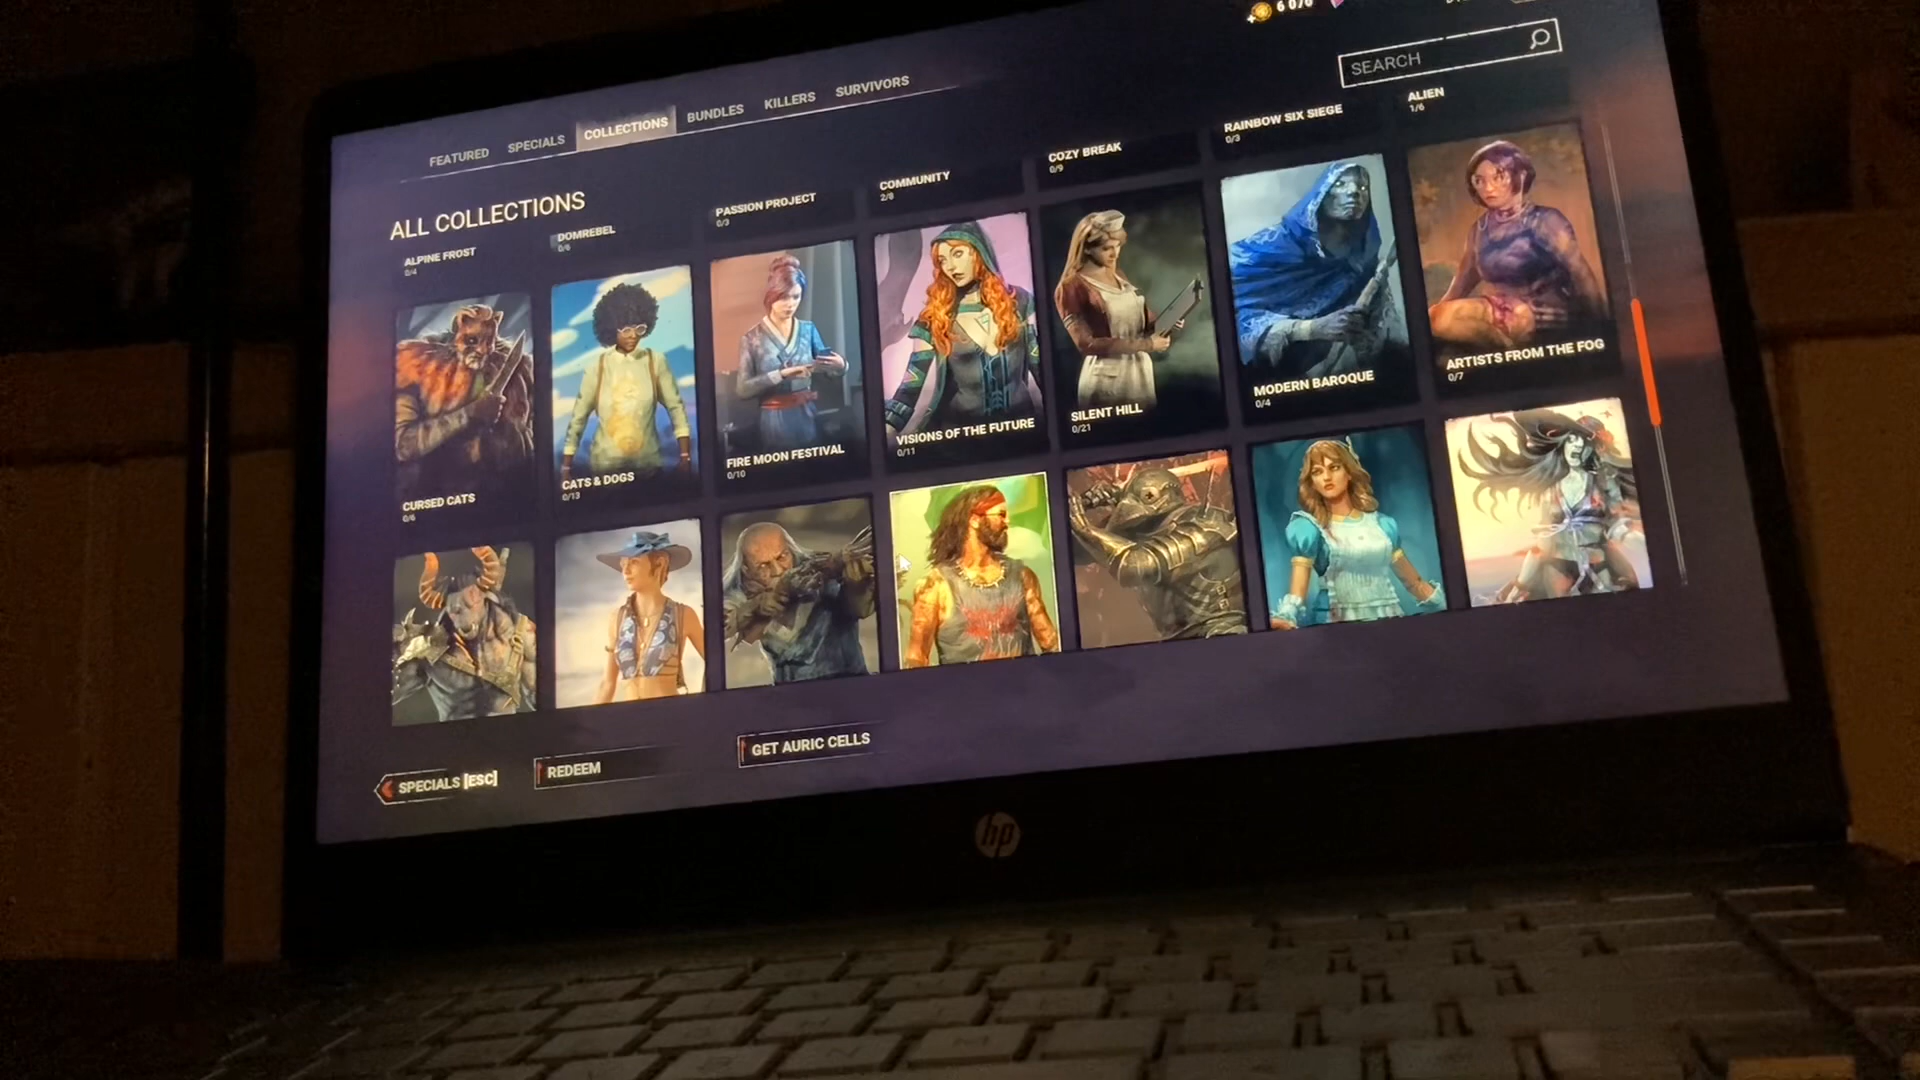 FEATURED
SPECIALS
COLLECTIONS
BUNDLES
KILLERS
SURVIVORS
SEARCH
ALL COLLECTIONS
ALPINE FROST
0/4
DOMREBEL
0/6
PASSION PROJECT
0/3
COMMUNITY
2/8
COZY BREAK
0/9
RAINBOW SIX SIEGE
0/3
ALIEN
1/6
CURSED CATS
0/6
CATS & DOGS
0/13
FIRE MOON FESTIVAL
0/10
VISIONS OF THE FUTURE
0/11
SILENT HILL
0/21
MODERN BAROQUE
0/4
ARTISTS FROM THE FOG
0/7
SPECIALS [ESC]
REDEEM
GET AURIC CELLS
hp